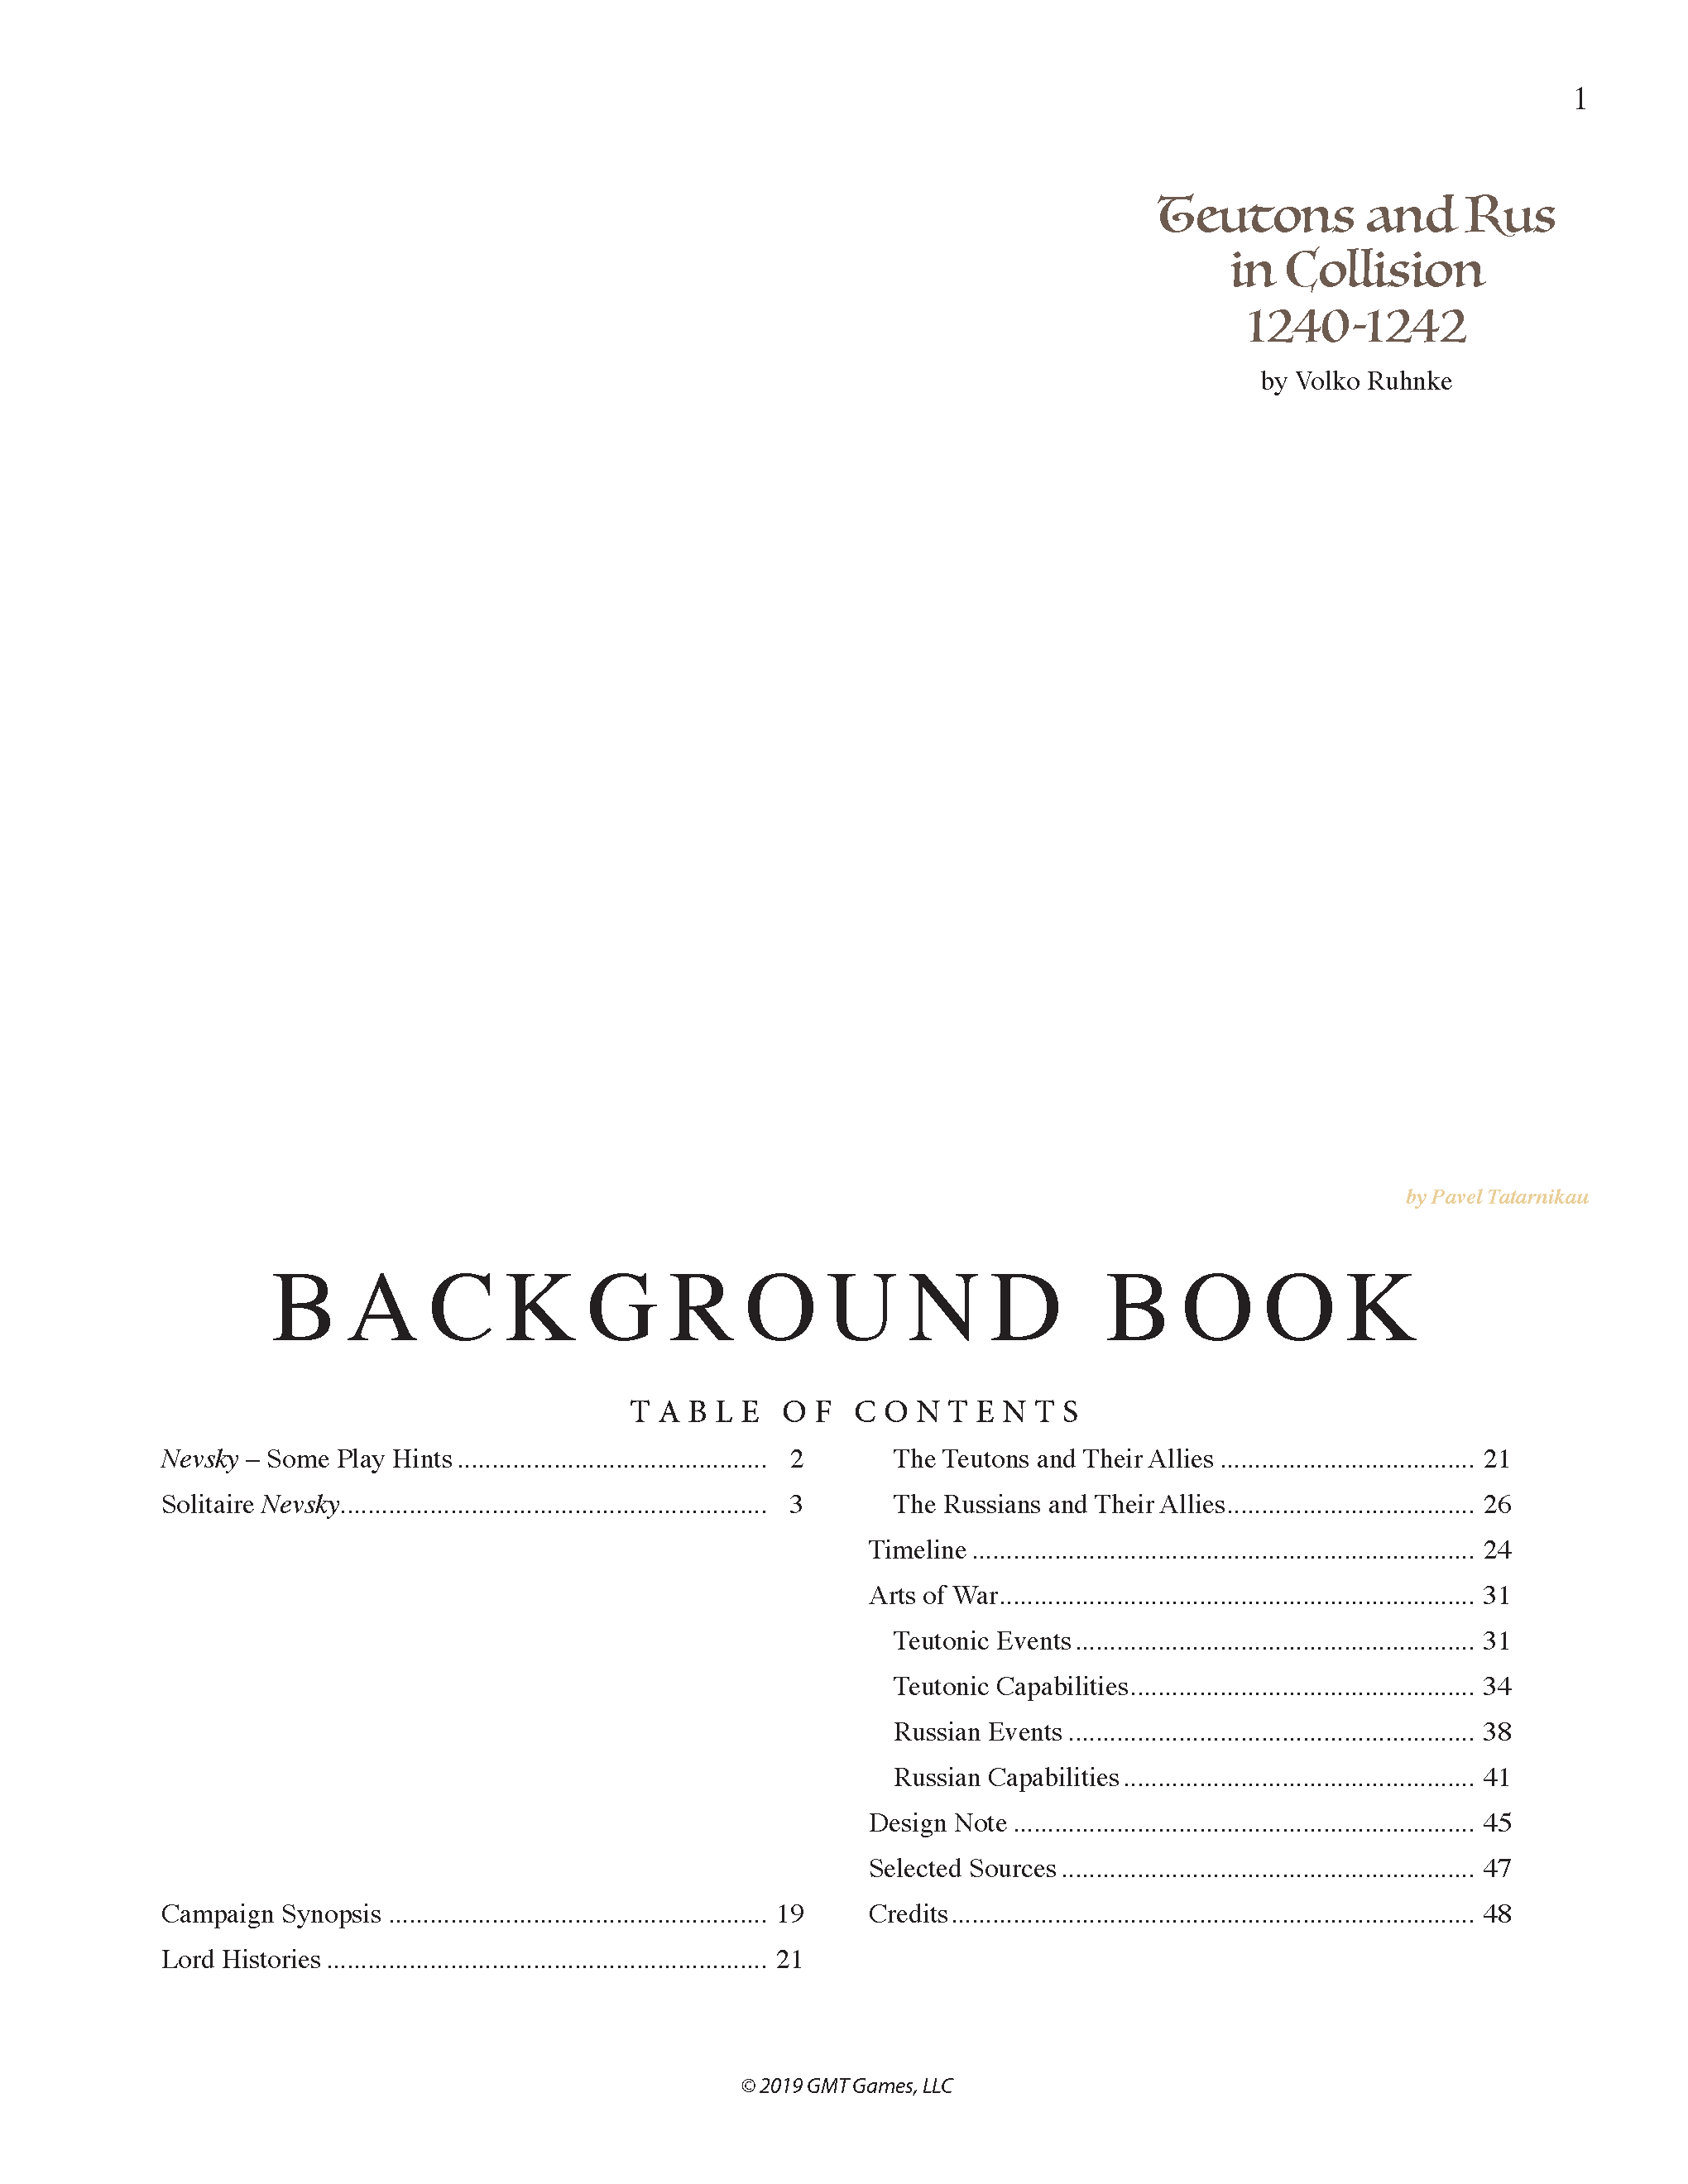 1
Teutons and Rus
in Collision
1240-1242
by Volko Ruhnke
by Pavel Tatarnikau
BACKGROUND BOOK
TABLE OF CONTENTS
Nevsky – Some Play Hints ............................................. 2
Solitaire Nevsky.............................................................. 3
Campaign Synopsis ....................................................... 19
Lord Histories ................................................................ 21
The Teutons and Their Allies ..................................... 21
The Russians and Their Allies.................................... 26
Timeline ......................................................................... 24
Arts of War..................................................................... 31
Teutonic Events .......................................................... 31
Teutonic Capabilities.................................................. 34
Russian Events ........................................................... 38
Russian Capabilities ................................................... 41
Design Note ................................................................... 45
Selected Sources ............................................................ 47
Credits ............................................................................ 48
© 2019 GMT Games, LLC